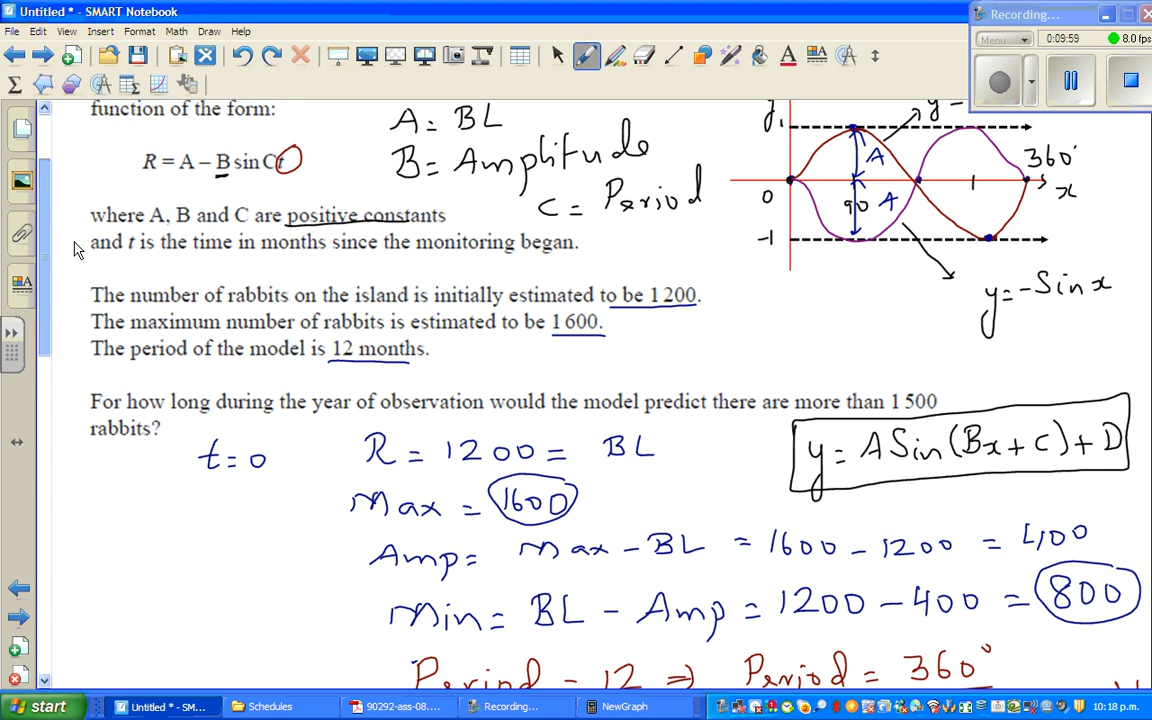 Untitled * - SMART Notebook
File Edit View Insert Format Math Draw Help
Recording...
Menu
0:09:59
8.0 fps
function of the form:
R = A − B sin Ct
A = BL
B = Amplitude
C = Period
where A, B and C are positive constants
and t is the time in months since the monitoring began.
y
1
y -
A
360°
0
90
A
x
-1
y = -Sin x
The number of rabbits on the island is initially estimated to be 1 200.
The maximum number of rabbits is estimated to be 1 600.
The period of the model is 12 months.
For how long during the year of observation would the model predict there are more than 1 500
rabbits?
y = A Sin (Bx + C) + D
t = 0 R = 1200 = BL
Max = 1600
Amp = Max - BL = 1600 - 1200 = 400
Min = BL - Amp = 1200 - 400 = 800
Period - 12 ⇒ Period = 360°
start
Untitled * - SM...
Schedules
90292-ass-08....
Recording...
NewGraph
10:18 p.m.